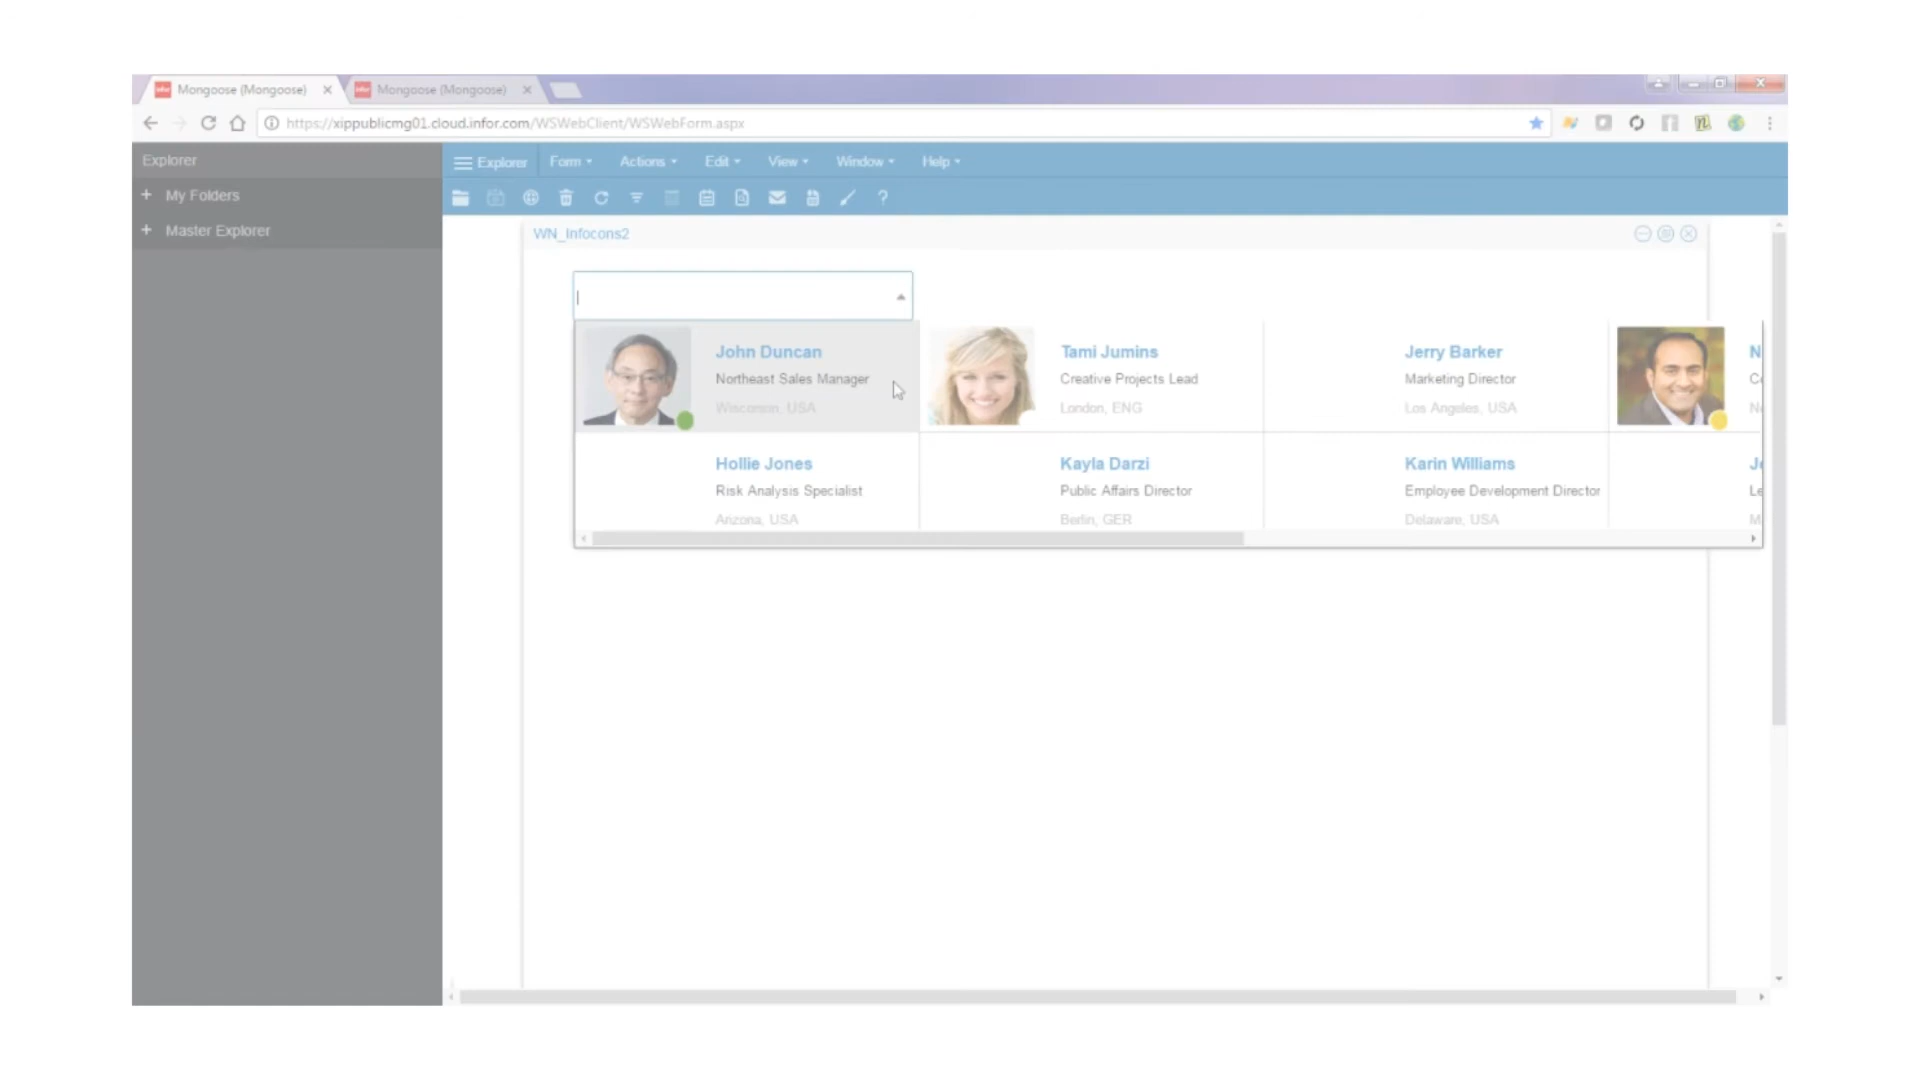 Mongoose (Mongoose)
Mongoose (Mongoose)
https://xippublicmg01.cloud.infor.com/WSWebClient/WSWebForm.aspx
Explorer
Explorer Form Actions Edit View Window Help
My Folders
Master Explorer
WN_Infocons2
John Duncan
Northeast Sales Manager
Wisconsin, USA
Tami Jumins
Creative Projects Lead
London, ENG
Jerry Barker
Marketing Director
Los Angeles, USA
Hollie Jones
Risk Analysis Specialist
Arizona, USA
Kayla Darzi
Public Affairs Director
Berlin, GER
Karin Williams
Employee Development Director
Delaware, USA